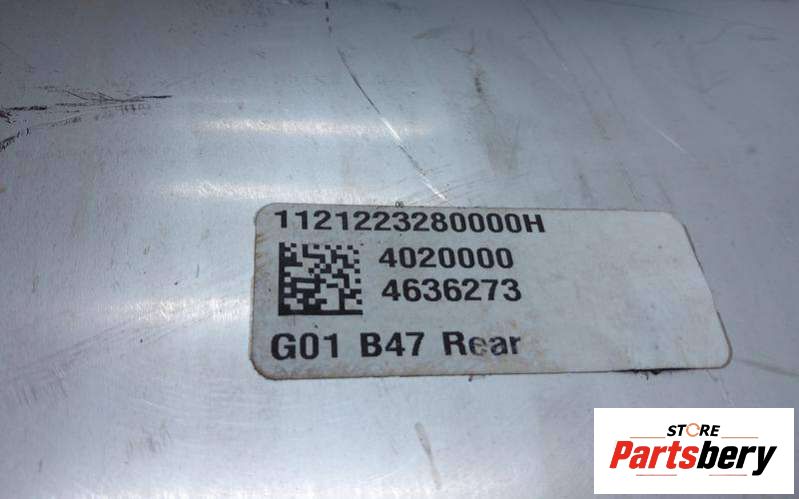 1121223280000H
4020000
4636273
G01 B47 Rear
STORE
Partsbery